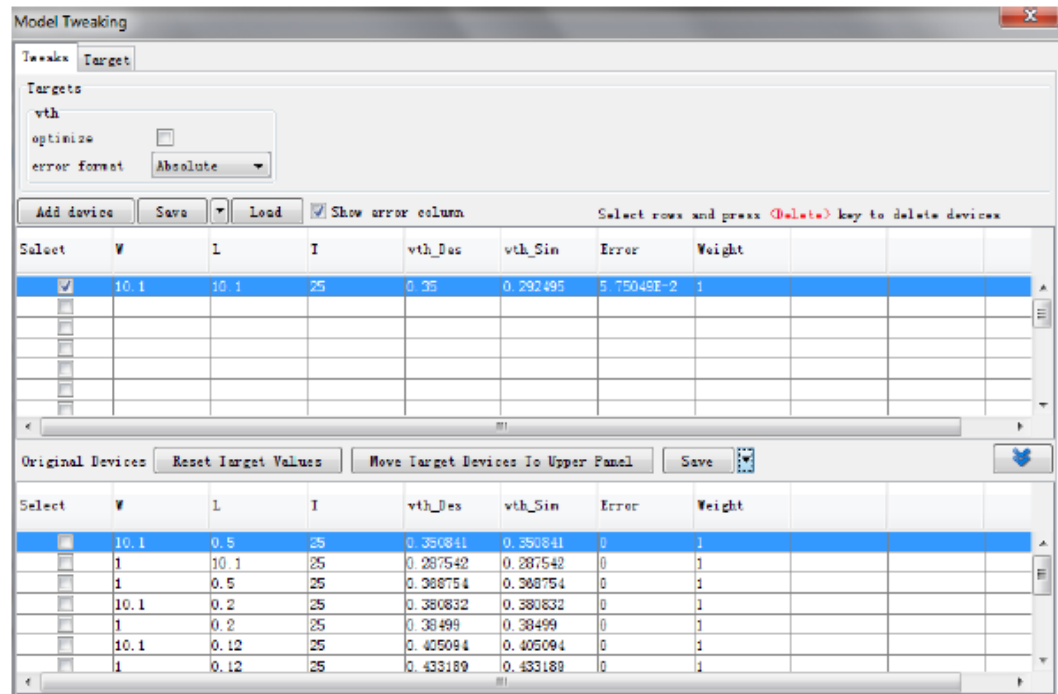 Model Tweaking
Tweaks Target
Targets
vth
optimize
error format Absolute
Add device Save Load Show error column Select rows and press <Delete> key to delete devices
Select W L T vth_Des vth_Sim Error Weight
10.1 10.1 25 0.35 0.292495 5.75049E-2 1
Original Devices Reset Target Values Move Target Devices To Upper Panel Save
Select W L T vth_Des vth_Sim Error Weight
10.1 0.5 25 0.350841 0.350841 0 1
1 10.1 25 0.287542 0.287542 0 1
1 0.5 25 0.368754 0.368754 0 1
10.1 0.2 25 0.380832 0.380832 0 1
1 0.2 25 0.38499 0.38499 0 1
10.1 0.12 25 0.405094 0.405094 0 1
1 0.12 25 0.433189 0.433189 0 1